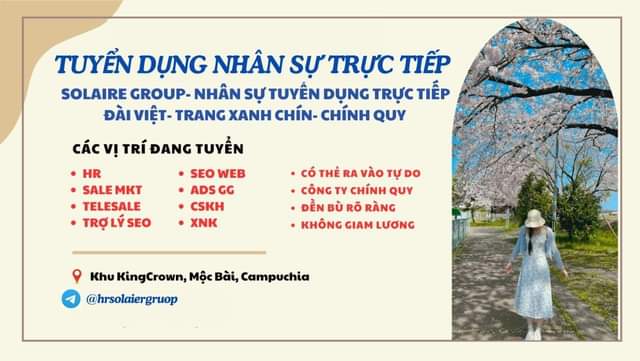 TUYỂN DỤNG NHÂN SỰ TRỰC TIẾP
SOLAIRE GROUP- NHÂN SỰ TUYẾN DỤNG TRỰC TIẾP
ĐÀI VIỆT- TRANG XANH CHÍN- CHÍNH QUY
CÁC VỊ TRÍ ĐANG TUYỂN
• HR
• SALE MKT
• TELESALE
• TRỢ LÝ SEO
• SEO WEB
• ADS GG
• CSKH
• XNK
• CÓ THỂ RA VÀO TỰ DO
• CÔNG TY CHÍNH QUY
• ĐỀN BÙ RÕ RÀNG
• KHÔNG GIAM LƯƠNG
Khu KingCrown, Mộc Bài, Campuchia
@hrsolaiergruop